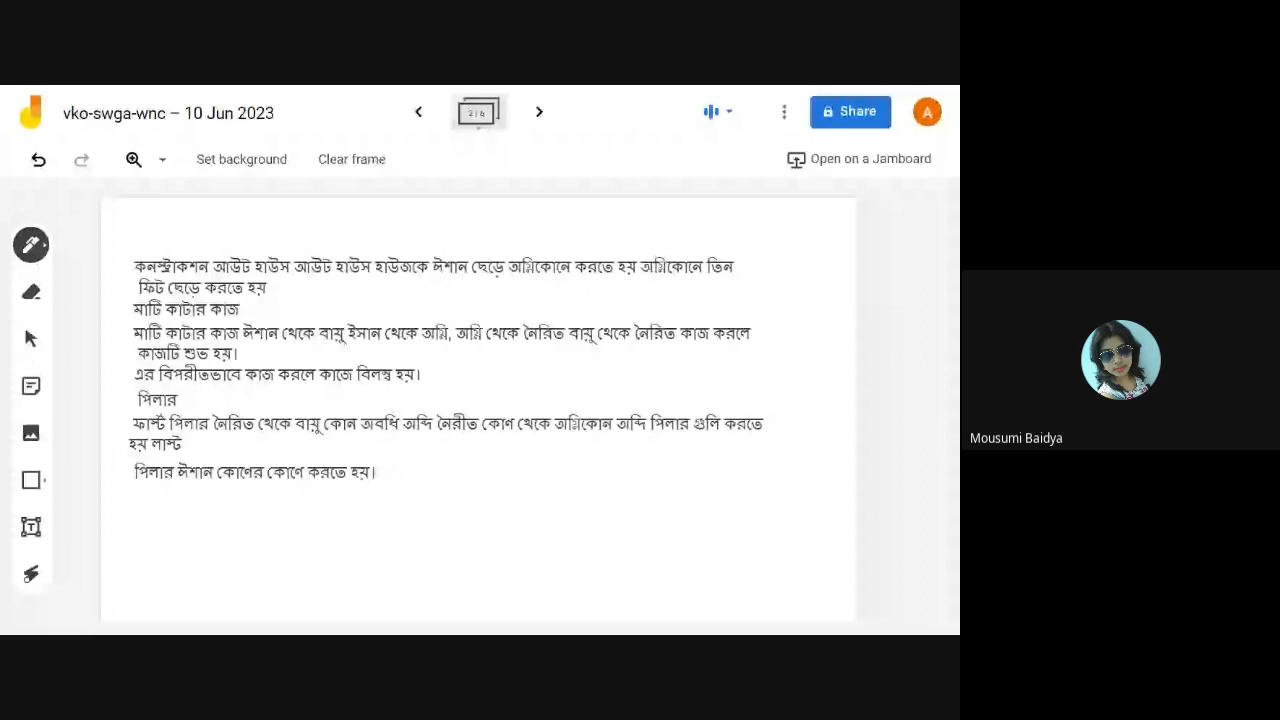 vko-swga-wnc – 10 Jun 2023
2/6
Share
A
Set background
Clear frame
Open on a Jamboard
কনস্ট্রাকশন আউট হাউস আউট হাউস হাউজকে ঈশান ছেড়ে অগ্নিকোনে করতে হয় অগ্নিকোনে তিন
ফিট ছেড়ে করতে হয়
মাটি কাটার কাজ
মাটি কাটার কাজ ঈশান থেকে বায়ু ইসান থেকে অগ্নি, অগ্নি থেকে নৈরিত বায়ু থেকে নৈরিত কাজ করলে
কাজটি শুভ হয়।
এর বিপরীতভাবে কাজ করলে কাজে বিলম্ব হয়।
পিলার
ফার্স্ট পিলার নৈরিত থেকে বায়ু কোন অবধি অব্দি নৈরীত কোণ থেকে অগ্নিকোন অব্দি পিলার গুলি করতে
হয় লাস্ট
পিলার ঈশান কোণের কোণে করতে হয়।
Mousumi Baidya